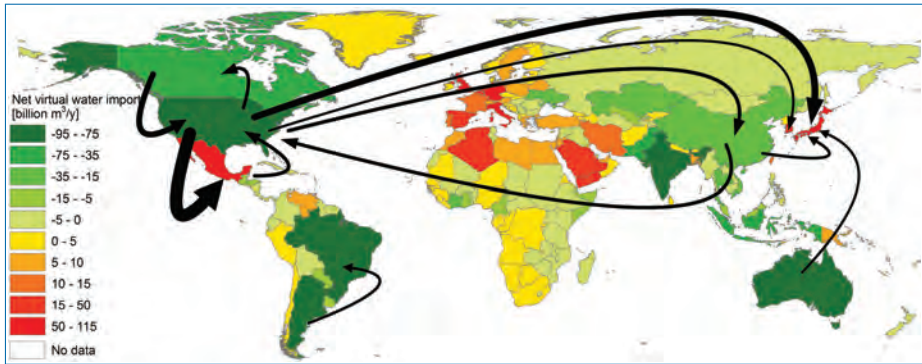 Net virtual water import
[billion m³/y]
-95 - -75
-75 - -35
-35 - -15
-15 - -5
-5 - 0
0 - 5
5 - 10
10 - 15
15 - 50
50 - 115
No data